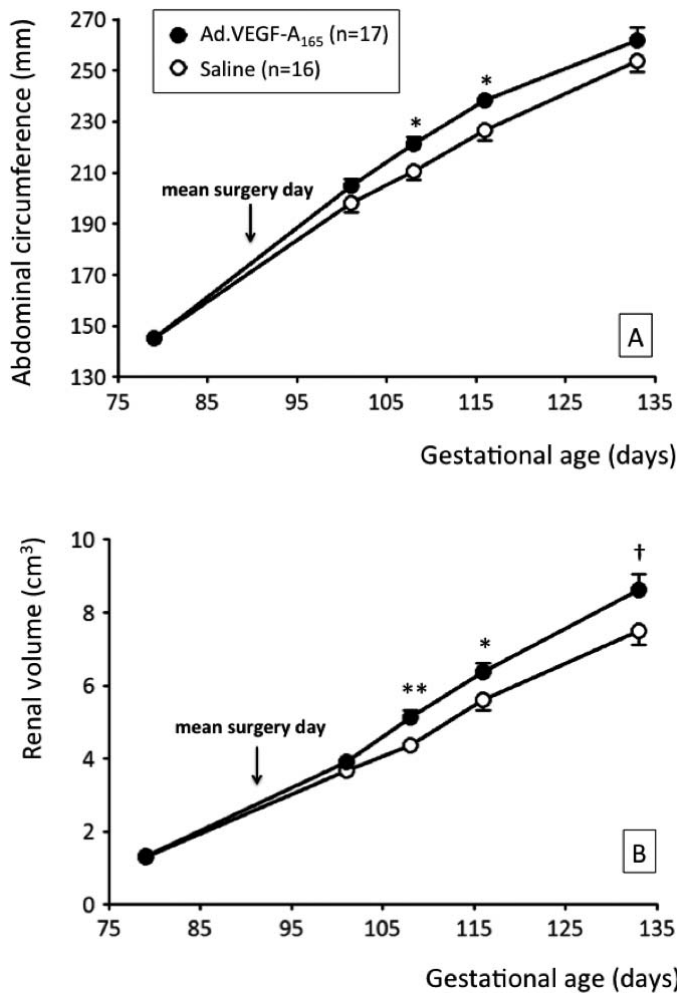 270
250
230
210
190
170
150
130
Abdominal circumference (mm)
Ad.VEGF-A₁₆₅ (n=17)
Saline (n=16)
*
*
mean surgery day
A
75 85 95 105 115 125 135
Gestational age (days)
10
8
6
4
2
0
Renal volume (cm³)
†
*
**
mean surgery day
B
75 85 95 105 115 125 135
Gestational age (days)